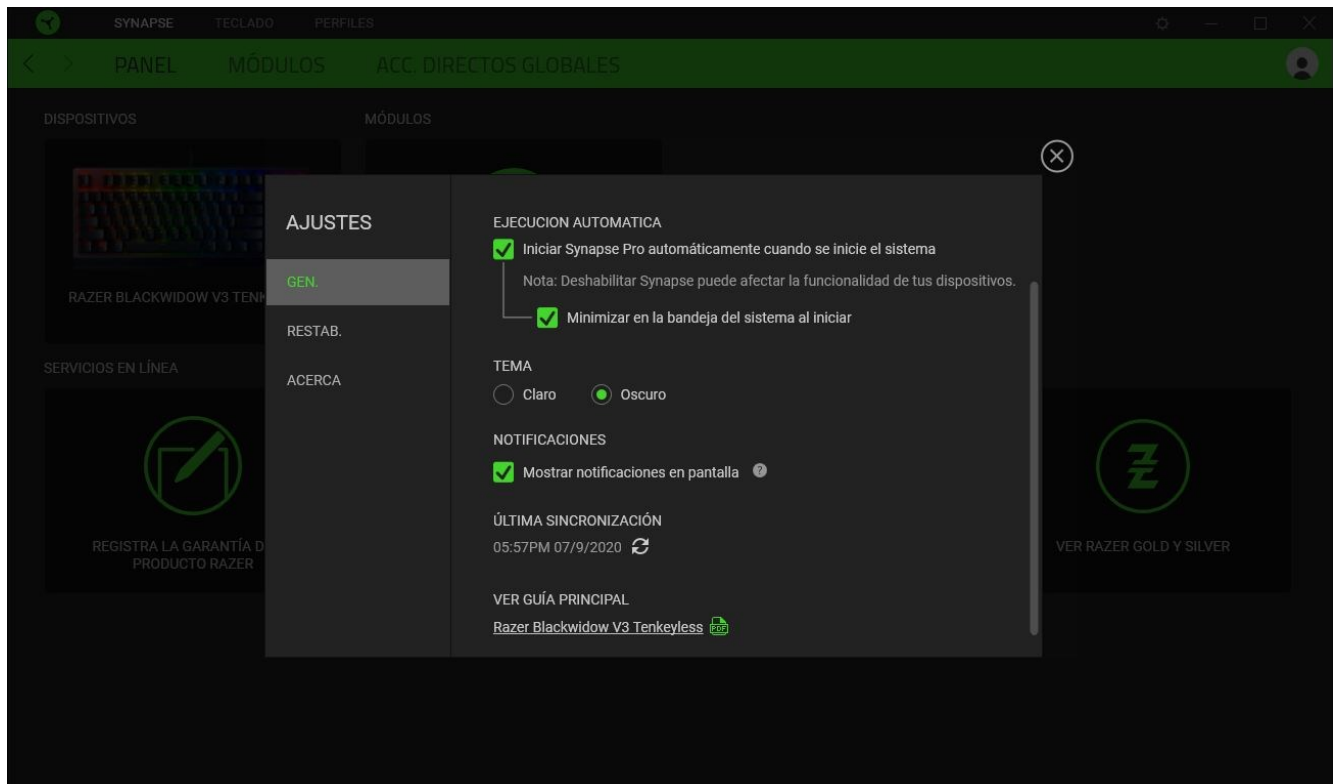 SYNAPSE TECLADO PERFILES
PANEL MÓDULOS ACC. DIRECTOS GLOBALES
DISPOSITIVOS MÓDULOS
RAZER BLACKWIDOW V3
SERVICIOS EN LÍNEA
REGISTRA LA GARANTÍA
PRODUCTO RAZER
VER RAZER GOLD Y SILVER
AJUSTES
GEN.
RESTAB.
ACERCA
EJECUCION AUTOMATICA
Iniciar Synapse Pro automáticamente cuando se inicie el sistema
Nota: Deshabilitar Synapse puede afectar la funcionalidad de tus dispositivos.
Minimizar en la bandeja del sistema al iniciar
TEMA
Claro Oscuro
NOTIFICACIONES
Mostrar notificaciones en pantalla ?
ÚLTIMA SINCRONIZACIÓN
05:57PM 07/9/2020
VER GUÍA PRINCIPAL
Razer Blackwidow V3 Tenkeyless PDF